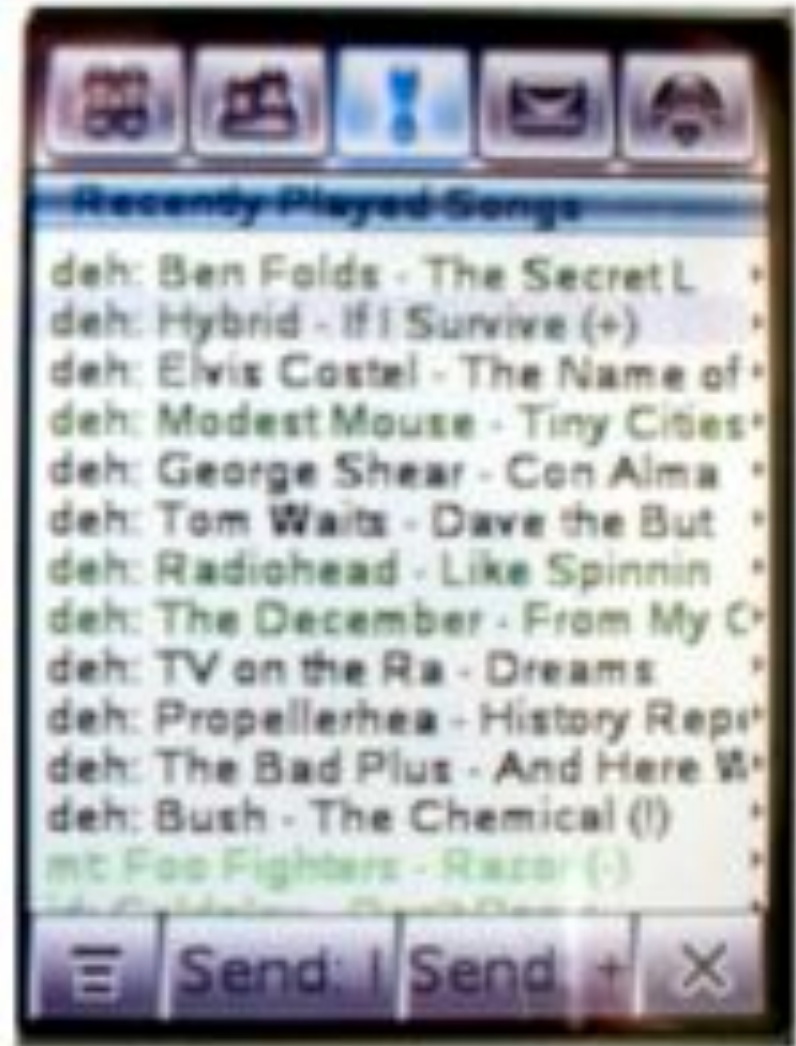 Recently Played Songs
deh: Ben Folds - The Secret L
deh: Hybrid - If I Survive (+)
deh: Elvis Costel - The Name of
deh: Modest Mouse - Tiny Cities
deh: George Shear - Con Alma
deh: Tom Waits - Dave the But
deh: Radiohead - Like Spinnin
deh: The December - From My C
deh: TV on the Ra - Dreams
deh: Propellerhea - History Rep
deh: The Bad Plus - And Here W
deh: Bush - The Chemical (!)
mt: Foo Fighters - Razor (-)
Send: ! Send: +